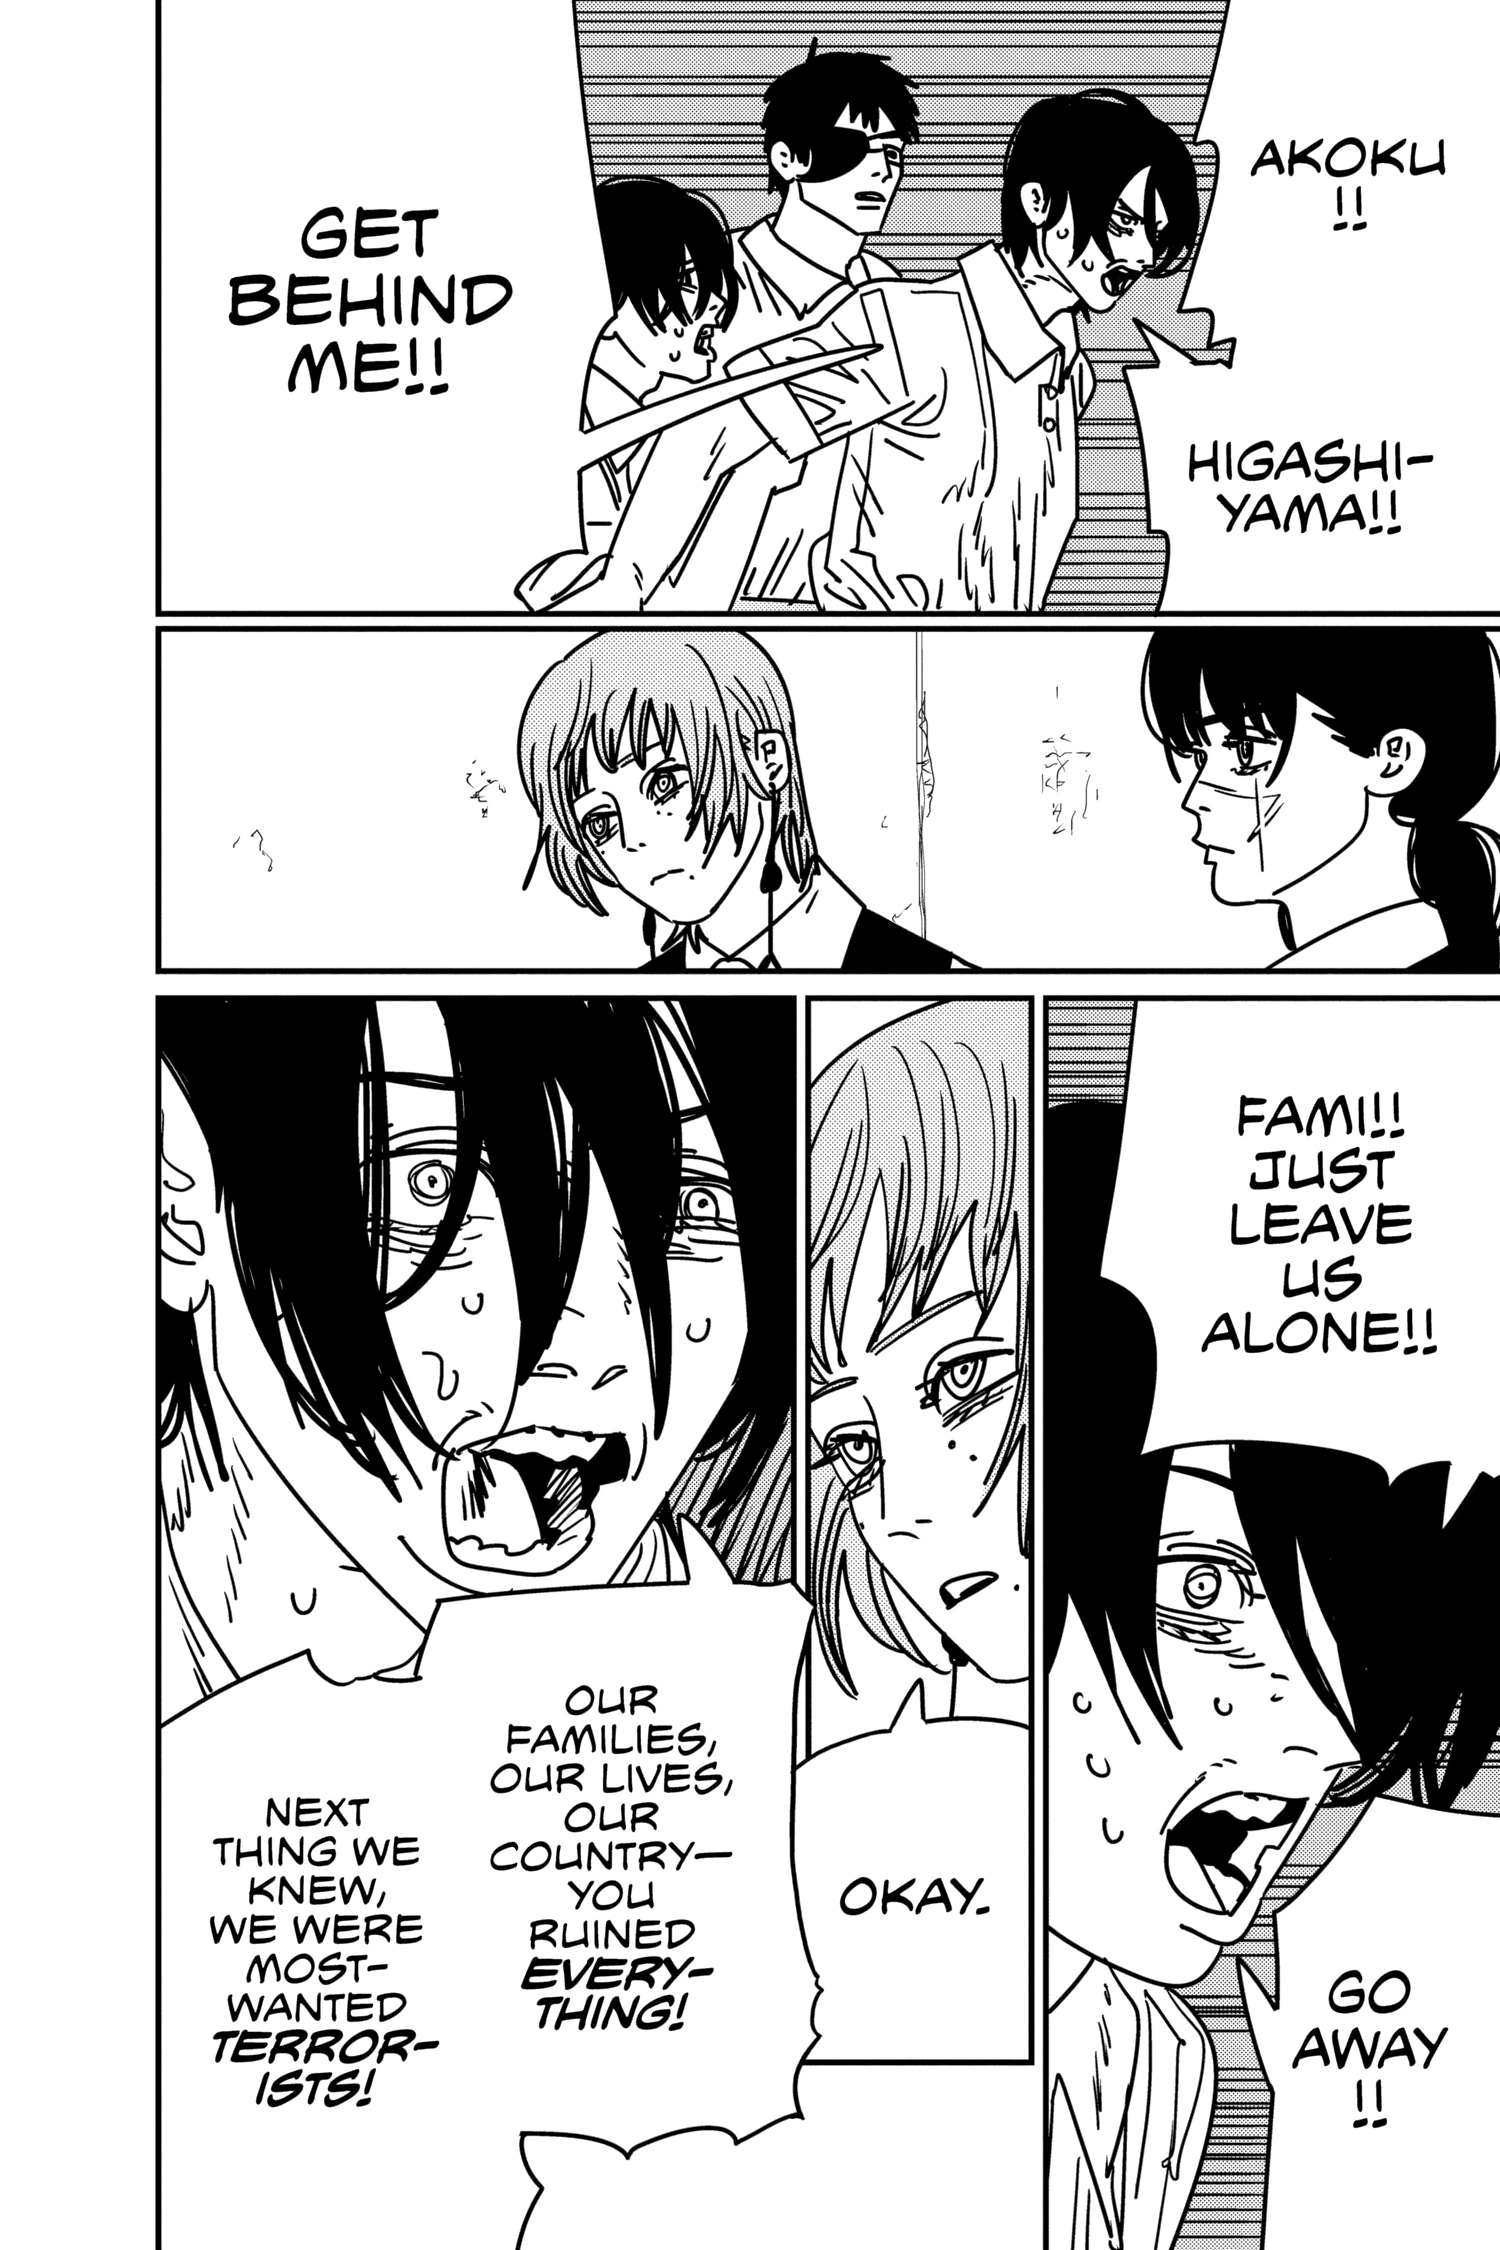 AKOKU
!!
HIGASHI-
YAMA!!
GET
BEHIND
ME!!
FAMI!!
JUST
LEAVE
US
ALONE!!
GO
AWAY
!!
OKAY.
OUR
FAMILIES,
OUR LIVES,
OUR
COUNTRY—
YOU
RUINED
EVERY-
THING!
NEXT
THING WE
KNEW,
WE WERE
MOST-
WANTED
TERROR-
ISTS!